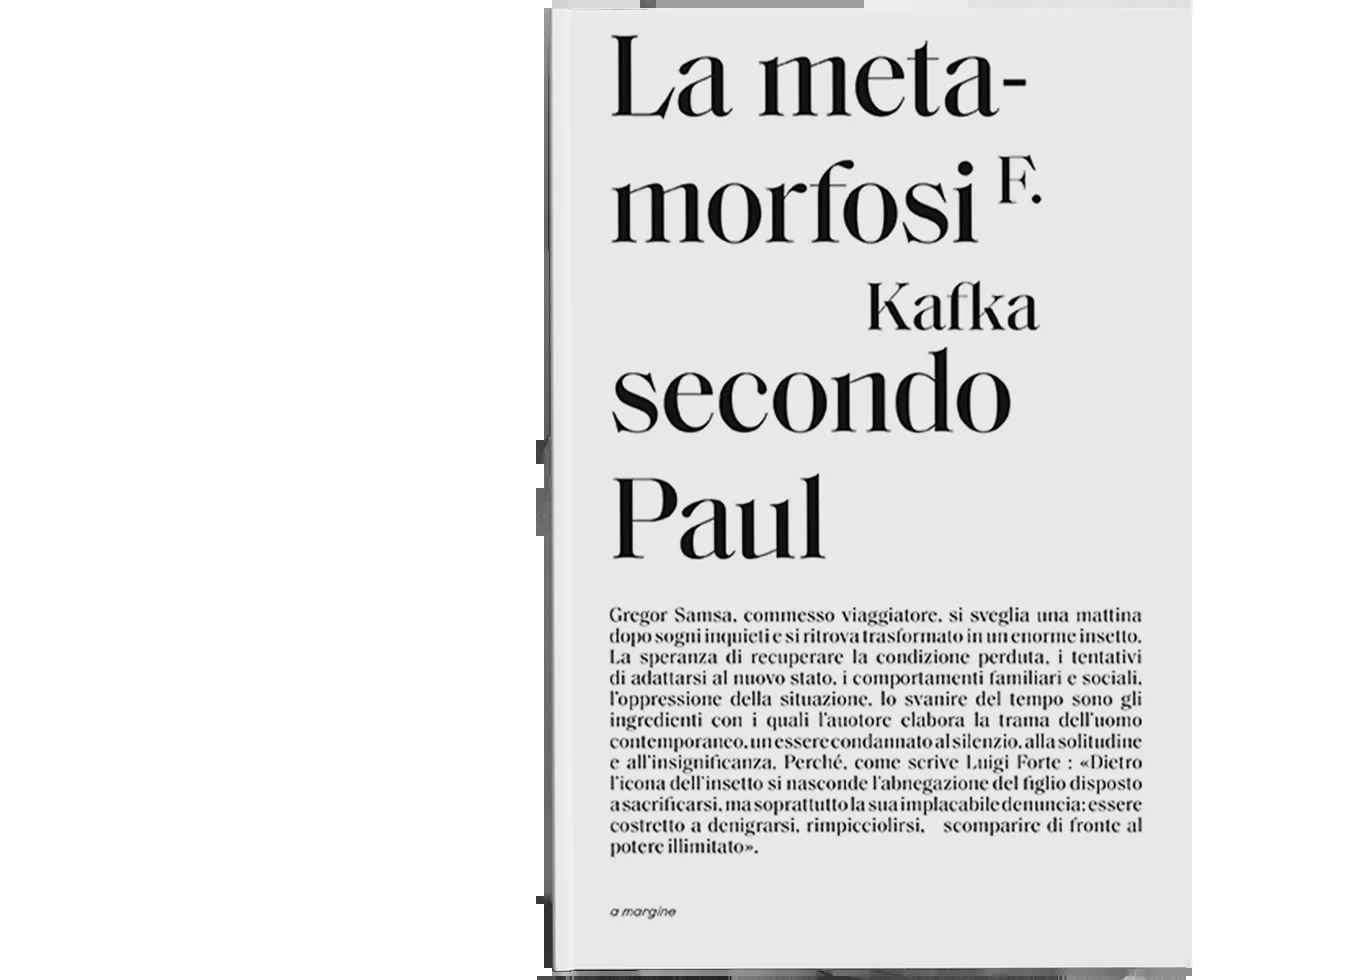 La meta-
morfosi F.
Kafka
secondo
Paul
Gregor Samsa, commesso viaggiatore, si sveglia una mattina
dopo sogni inquieti e si ritrova trasformato in un enorme insetto.
La speranza di recuperare la condizione perduta, i tentativi
di adattarsi al nuovo stato, i comportamenti familiari e sociali,
l'oppressione della situazione, lo svanire del tempo sono gli
ingredienti con i quali l'auotore elabora la trama dell'uomo
contemporaneo, un essere condannato al silenzio, alla solitudine
e all'insignificanza. Perché, come scrive Luigi Forte : «Dietro
l'icona dell'insetto si nasconde l'abnegazione del figlio disposto
a sacrificarsi, ma soprattutto la sua implacabile denuncia: essere
costretto a denigrarsi, rimpicciolirsi, scomparire di fronte al
potere illimitato».
a margine